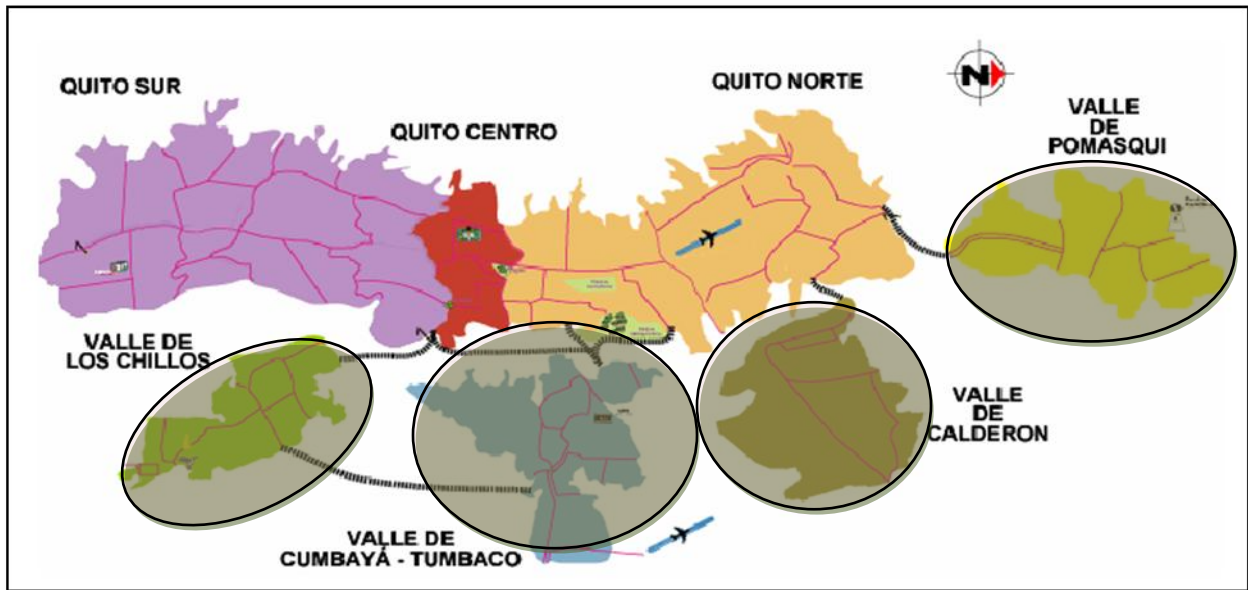 QUITO SUR
QUITO CENTRO
QUITO NORTE
N
VALLE
DE
POMASQUI
VALLE DE
LOS CHILLOS
VALLE
DE
CALDERON
VALLE DE
CUMBAYÁ - TUMBACO